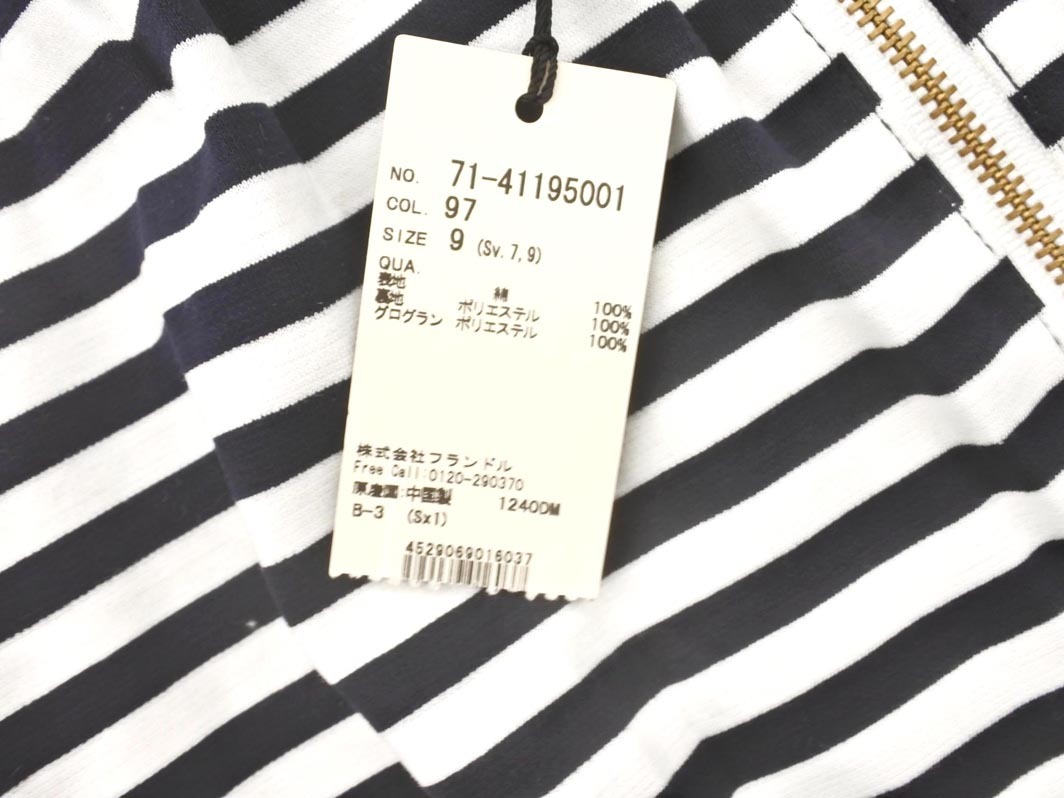 NO. 71-41195001
COL. 97
SIZE 9 (Sv.7,9)
QUA.
表地 綿 100%
裏地 ポリエステル 100%
グログラン ポリエステル 100%
株式会社フランドル
Free Call:0120-290370
原産国:中国製 1240DM
B-3 (Sx1)
4529069016037